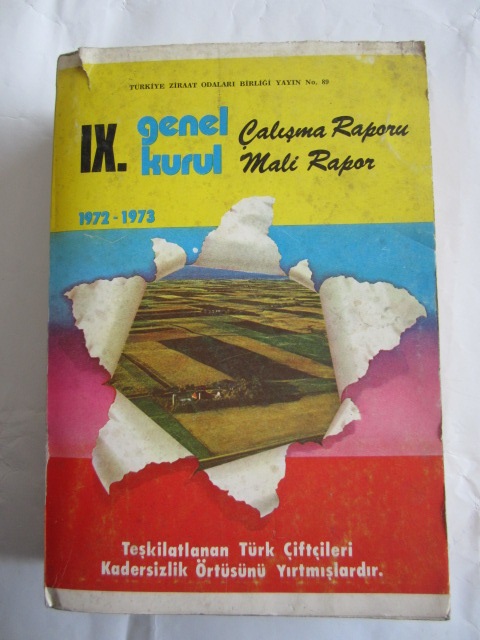 TÜRKİYE ZİRAAT ODALARI BİRLİĞİ YAYIN No. 89
IX. genel kurul Çalışma Raporu
Mali Rapor
1972-1973
Teşkilatlanan Türk Çiftçileri
Kadersizlik Örtüsünü Yırtmışlardır.